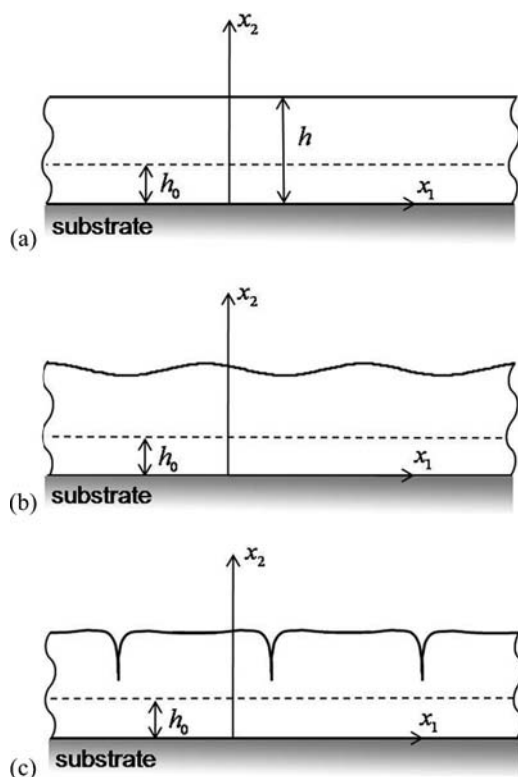 x₂
h
h₀
x₁
substrate
(a)
x₂
h₀
x₁
substrate
(b)
x₂
h₀
x₁
substrate
(c)